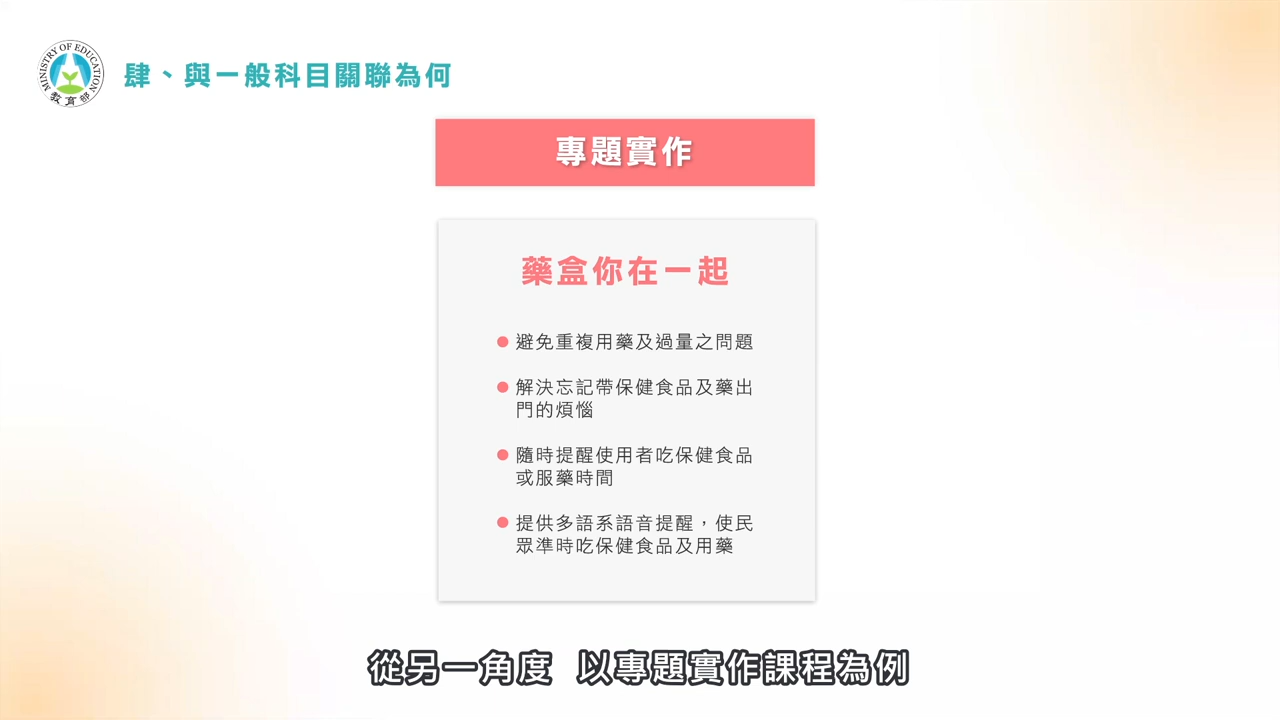 MINISTRY OF EDUCATION
教育部
肆、與一般科目關聯為何
專題實作
藥盒你在一起
避免重複用藥及過量之問題
解決忘記帶保健食品及藥出
門的煩惱
隨時提醒使用者吃保健食品
或服藥時間
提供多語系語音提醒，使民
眾準時吃保健食品及用藥
從另一角度 以專題實作課程為例